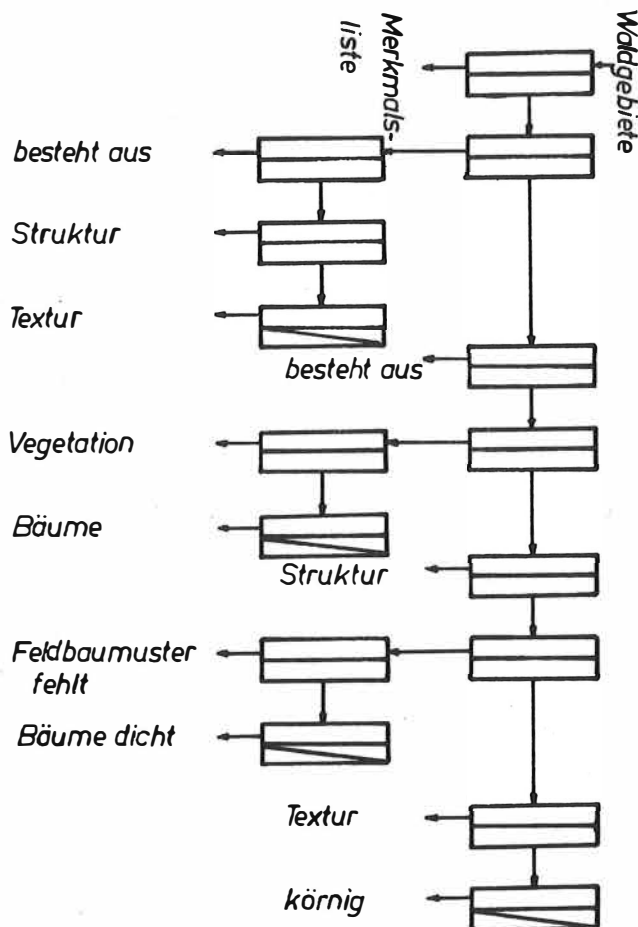 Waldgebiete
Merkmals-
liste
besteht aus
Struktur
Textur
besteht aus
Vegetation
Bäume
Struktur
Feldbaumuster
fehlt
Bäume dicht
Textur
körnig